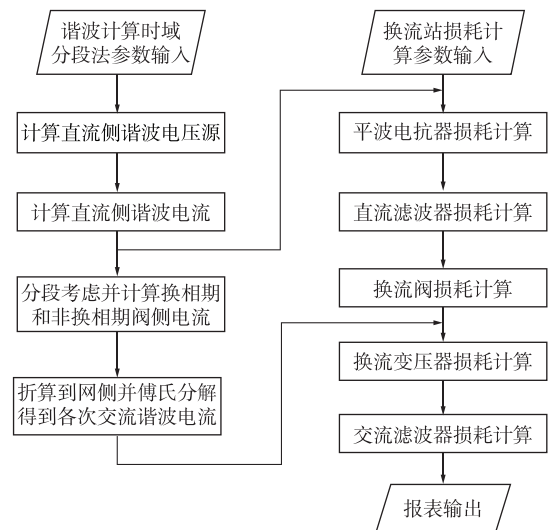 谐波计算时域
分段法参数输入
计算直流侧谐波电压源
计算直流侧谐波电流
分段考虑并计算换相期
和非换相期阀侧电流
折算到网侧并傅氏分解
得到各次交流谐波电流
换流站损耗计
算参数输入
平波电抗器损耗计算
直流滤波器损耗计算
换流阀损耗计算
换流变压器损耗计算
交流滤波器损耗计算
报表输出